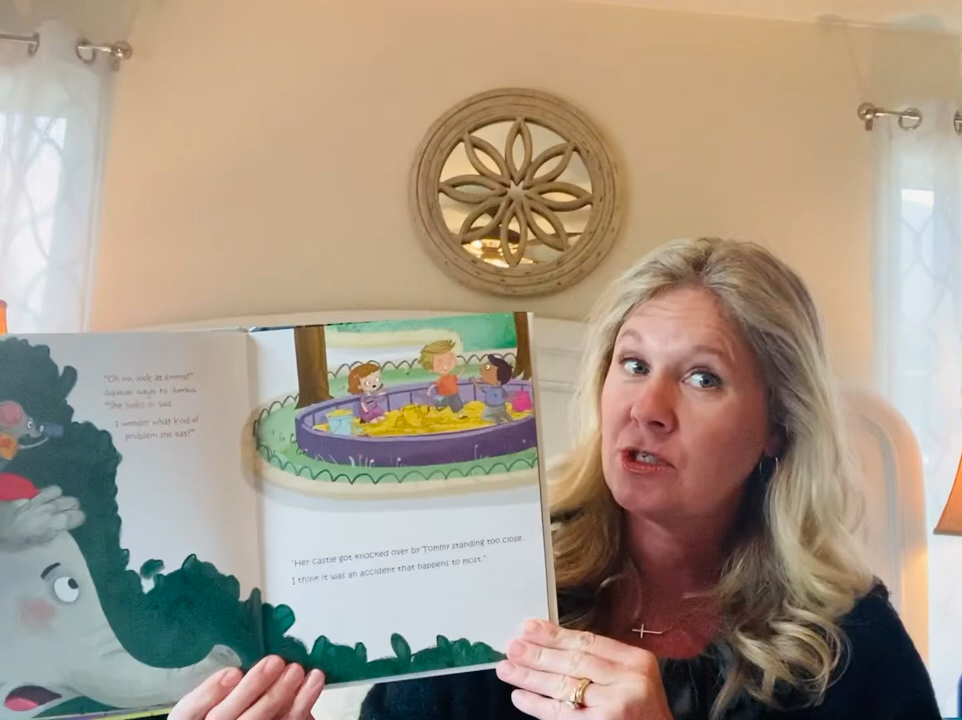 "Oh no, look at Emma!"
Squeak says to Jumbo.
"She looks so sad.
I wonder what kind of
problem she has?"
"Her castle got knocked over by Tommy standing too close.
I think it was an accident that happens to most."